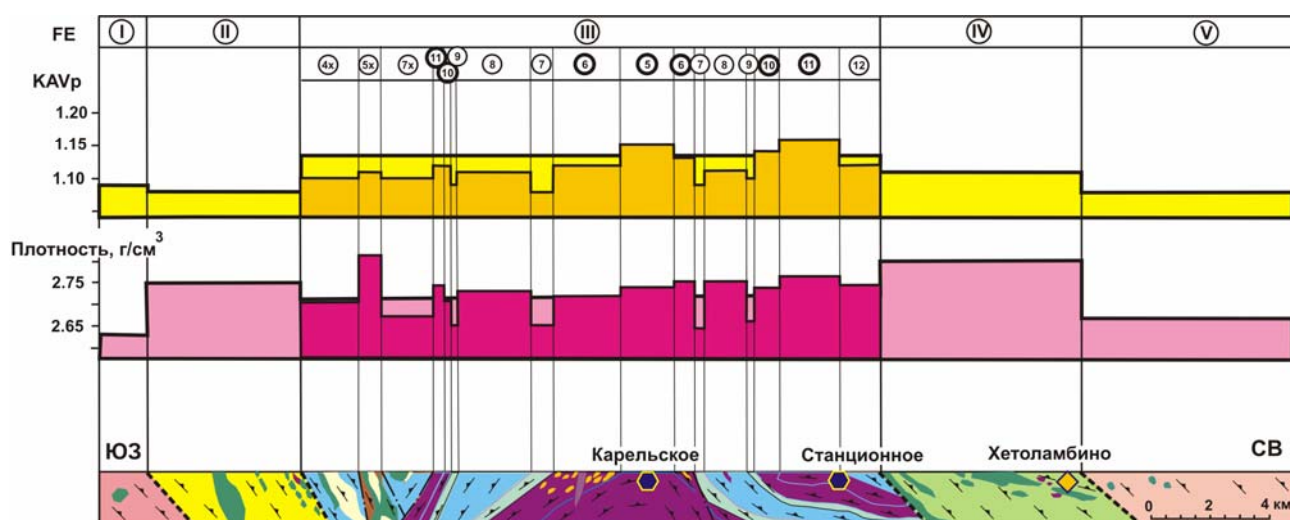 FE I II III IV V
4x 5x 7x 11 10 9 8 7 6 5 6 7 8 9 10 11 12
KAVp
1.20
1.15
1.10
Плотность, г/см3
2.75
2.65
ЮЗ Карельское Станционное Хетоламбино СВ
0 2 4 км